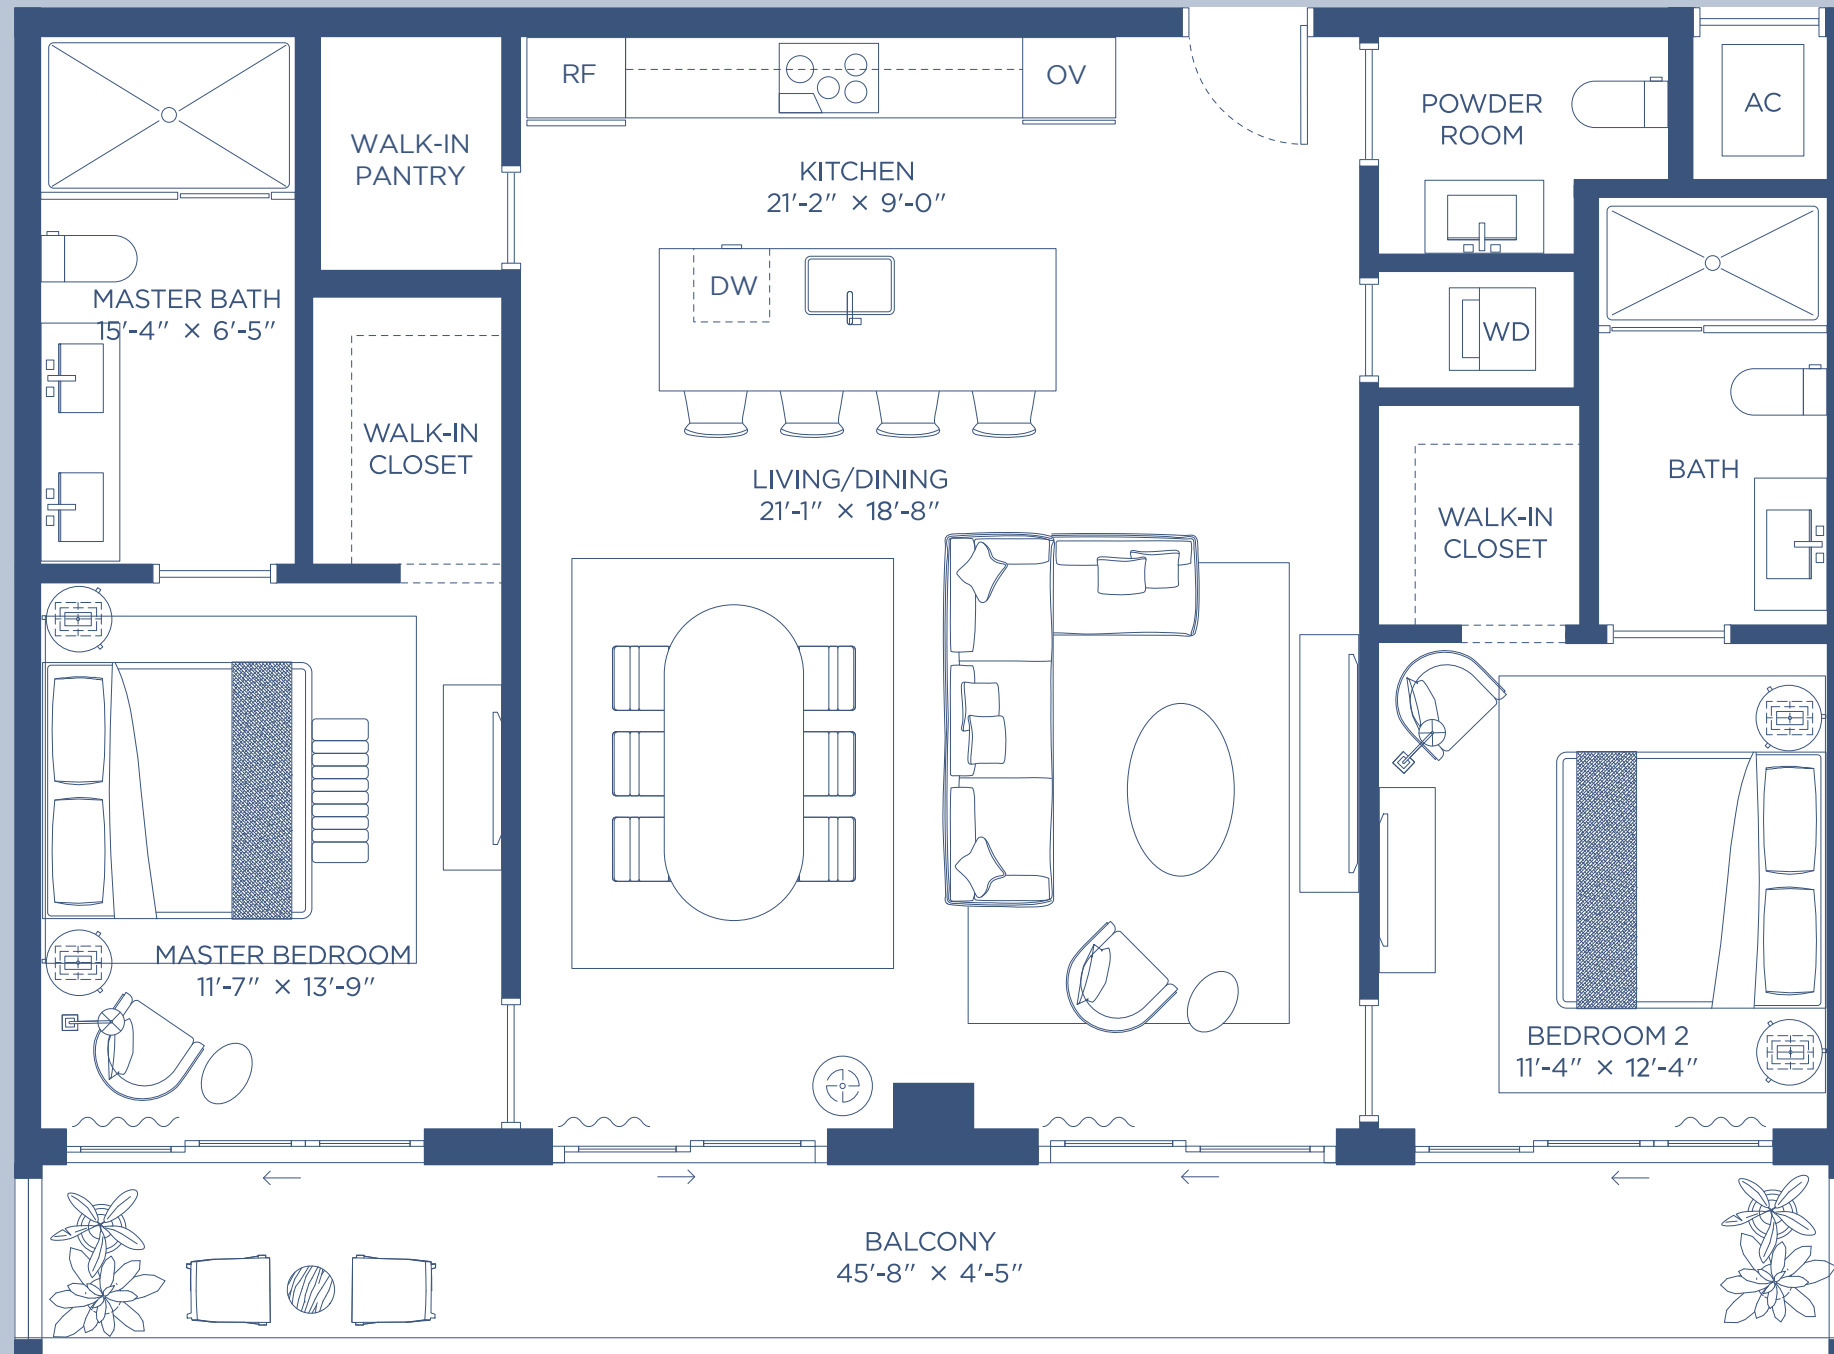 RF
OV
AC
POWDER
ROOM
WALK-IN
PANTRY
KITCHEN
21'-2" × 9'-0"
DW
MASTER BATH
15'-4" × 6'-5"
WD
WALK-IN
CLOSET
LIVING/DINING
21'-1" × 18'-8"
BATH
WALK-IN
CLOSET
MASTER BEDROOM
11'-7" × 13'-9"
BEDROOM 2
11'-4" × 12'-4"
BALCONY
45'-8" × 4'-5"